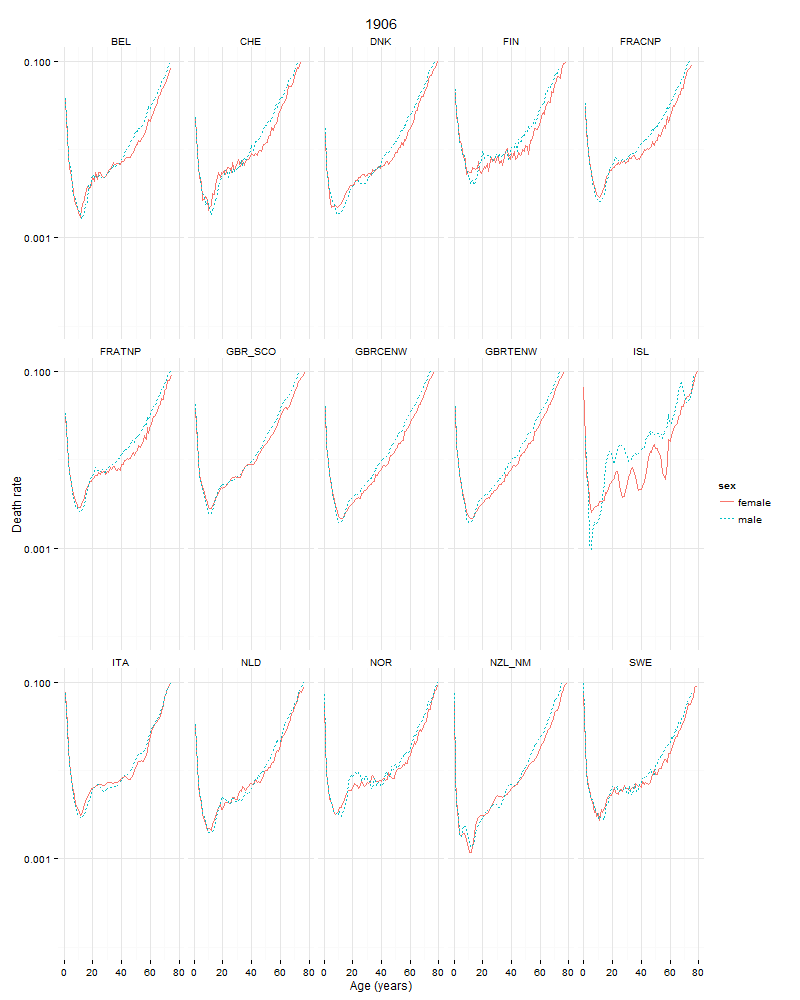 1906
BEL CHE DNK FIN FRACNP
0.100
0.001
FRATNP GBR_SCO GBRCENW GBRTENW ISL
0.100
0.001
Death rate
sex
female
male
ITA NLD NOR NZL_NM SWE
0.100
0.001
0 20 40 60 80 0 20 40 60 80 0 20 40 60 80 0 20 40 60 80 0 20 40 60 80
Age (years)